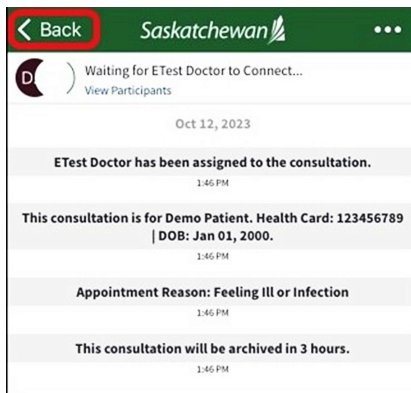 Back
Saskatchewan
D
Waiting for ETest Doctor to Connect...
View Participants
Oct 12, 2023
ETest Doctor has been assigned to the consultation.
1:46 PM
This consultation is for Demo Patient. Health Card: 123456789
| DOB: Jan 01, 2000.
1:46 PM
Appointment Reason: Feeling Ill or Infection
1:46 PM
This consultation will be archived in 3 hours.
1:46 PM